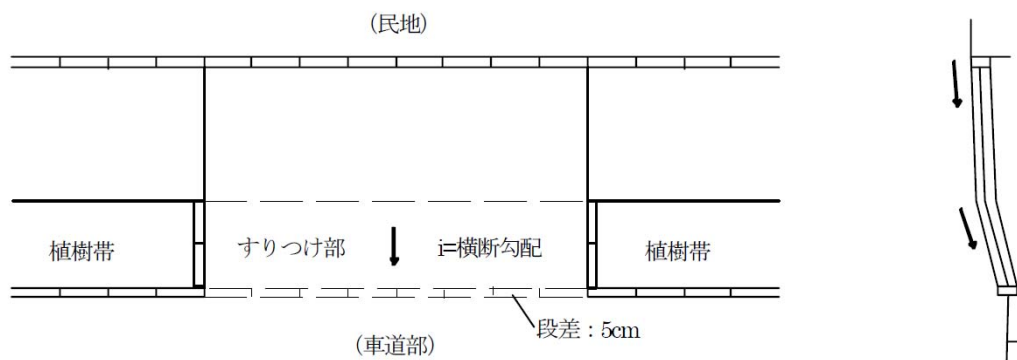 (民地)
植樹帯
すりつけ部
i=横断勾配
植樹帯
段差:5cm
(車道部)